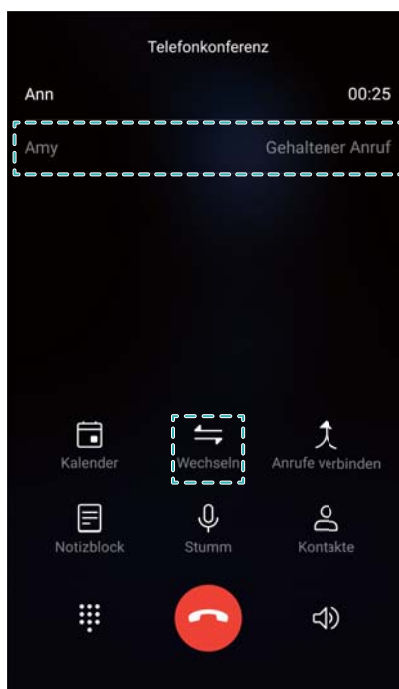 Telefonkonferenz
Ann 00:25
Amy Gehaltener Anruf
Kalender Wechseln Anrufe verbinden
Notizblock Stumm Kontakte